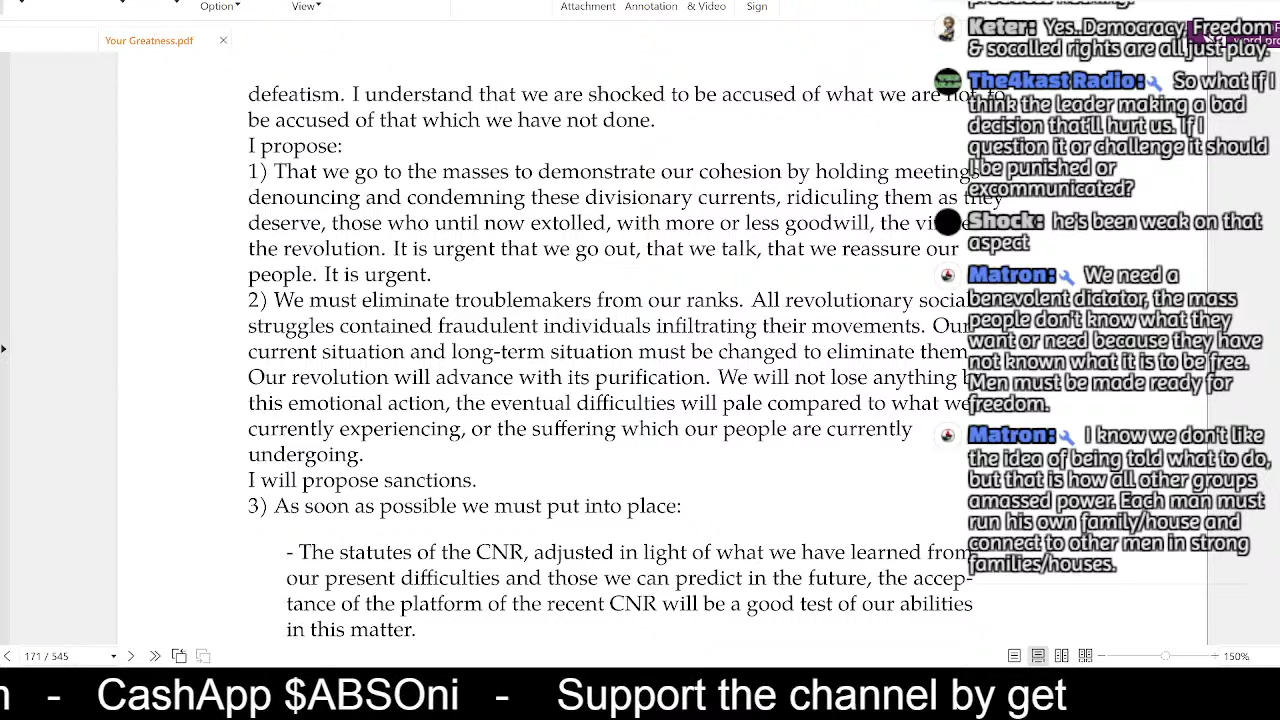 Option
View
Attachment
Annotation
& Video
Sign
Your Greatness.pdf
defeatism. I understand that we are shocked to be accused of what we are not, to
be accused of that which we have not done.
I propose:
1) That we go to the masses to demonstrate our cohesion by holding meetings
denouncing and condemning these divisionary currents, ridiculing them as they
deserve, those who until now extolled, with more or less goodwill, the
the revolution. It is urgent that we go out, that we talk, that we reassure our
people. It is urgent.
2) We must eliminate troublemakers from our ranks. All revolutionary social
struggles contained fraudulent individuals infiltrating their movements. Our
current situation and long-term situation must be changed to eliminate them.
Our revolution will advance with its purification. We will not lose anything
this emotional action, the eventual difficulties will pale compared to what we
currently experiencing, or the suffering which our people are currently
undergoing.
I will propose sanctions.
3) As soon as possible we must put into place:
- The statutes of the CNR, adjusted in light of what we have learned from
our present difficulties and those we can predict in the future, the accep-
tance of the platform of the recent CNR will be a good test of our abilities
in this matter.
Keter: Yes..Democracy, Freedom
& socalled rights are all just play.
The4kast Radio: So what if I
think the leader making a bad
decision that'll hurt us. If I
question it or challenge it should
I be punished or
excommunicated?
Shock: he's been weak on that
aspect
Matron: We need a
benevolent dictator, the mass
people don't know what they
want or need because they have
not known what it is to be free.
Men must be made ready for
freedom.
Matron: I know we don't like
the idea of being told what to do,
but that is how all other groups
amassed power. Each man must
run his own family/house and
connect to other men in strong
families/houses.
171 / 545
150%
- CashApp $ABSOni - Support the channel by get